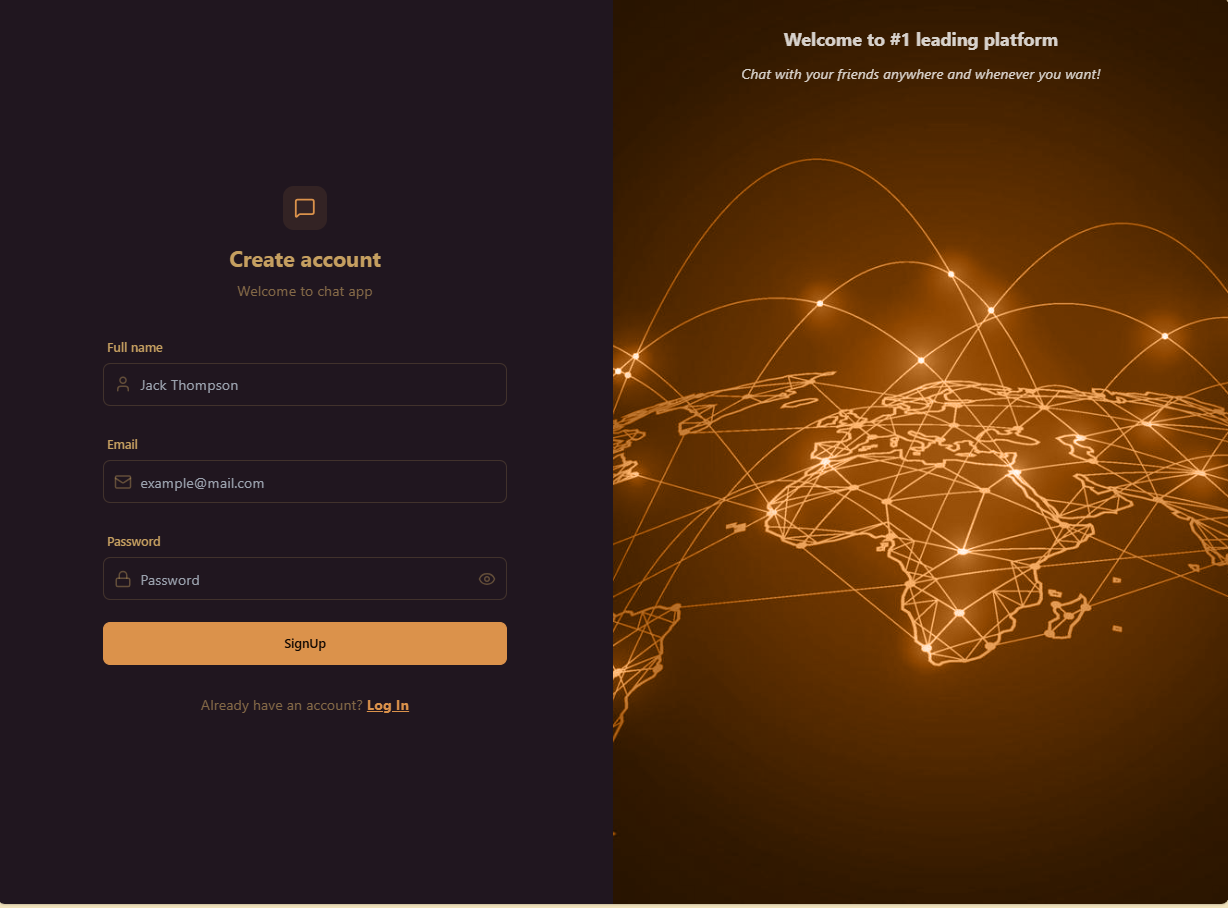 Create account
Welcome to chat app
Full name
Jack Thompson
Email
example@mail.com
Password
Password
SignUp
Already have an account? Log In
Welcome to #1 leading platform
Chat with your friends anywhere and whenever you want!